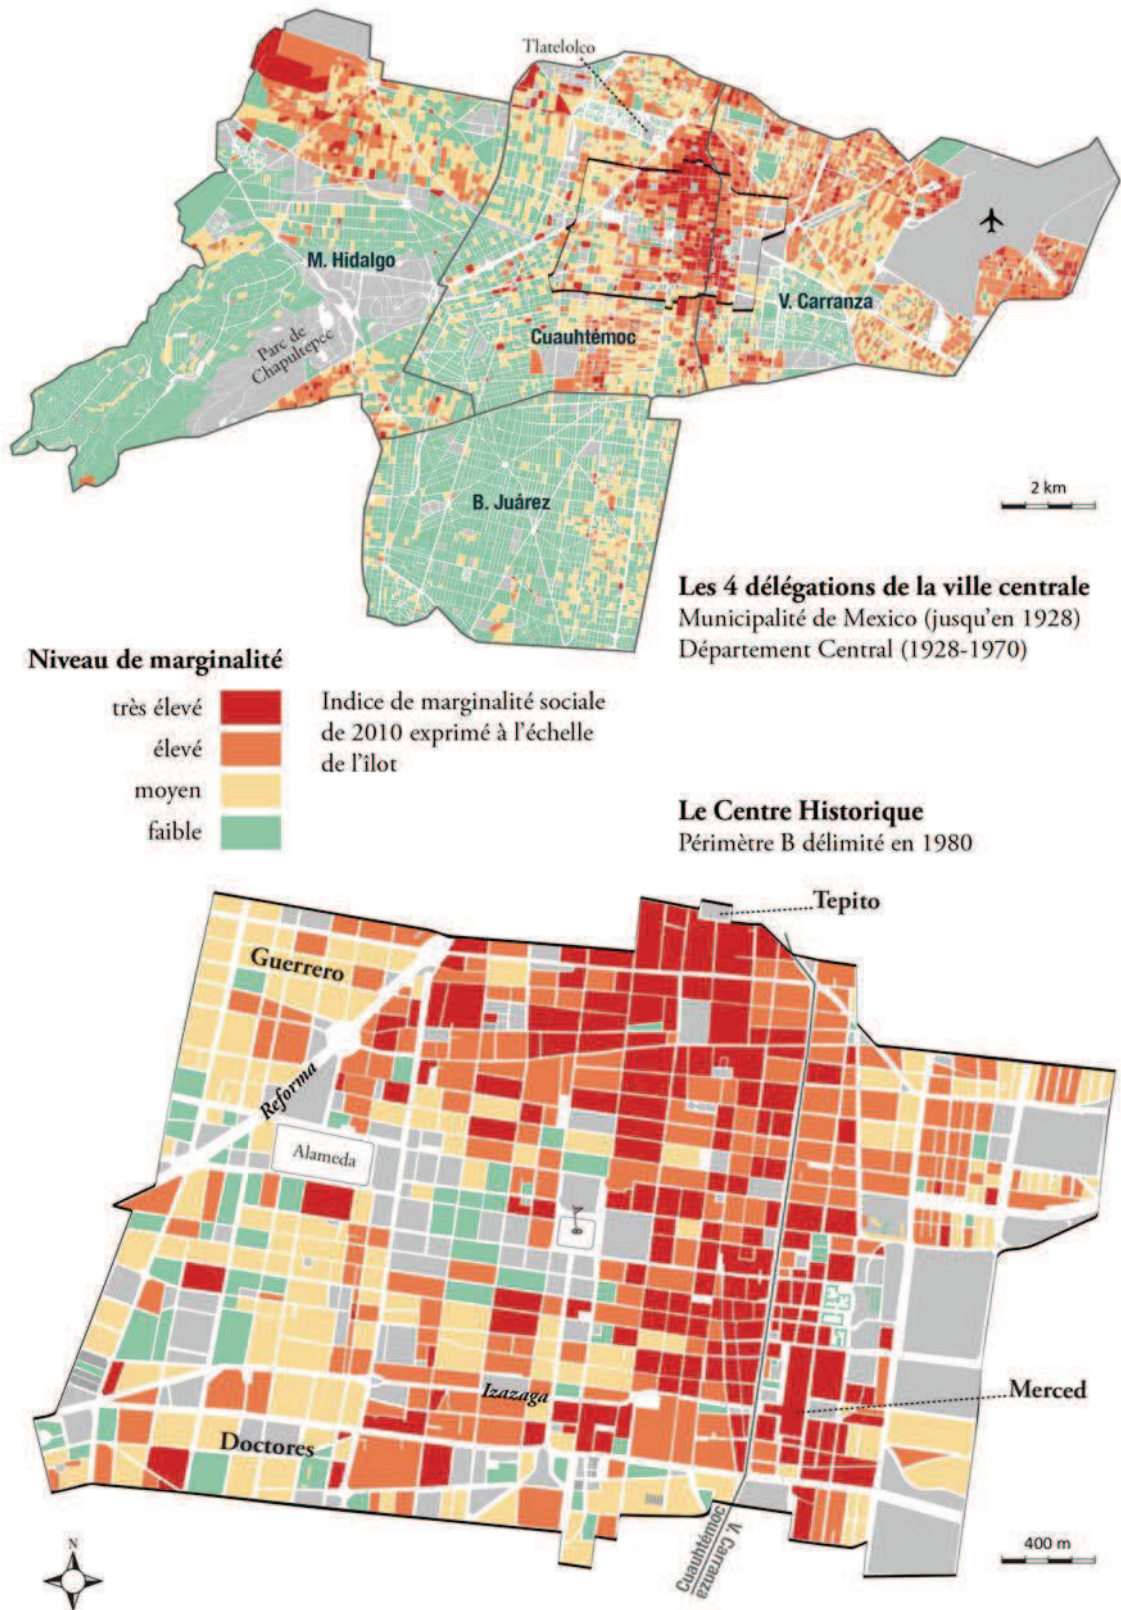 Tlatelolco
M. Hidalgo
V. Carranza
Parc de
Chapultepec
Cuauhtémoc
B. Juárez
2 km
Les 4 délégations de la ville centrale
Municipalité de Mexico (jusqu'en 1928)
Département Central (1928-1970)
Niveau de marginalité
très élevé
élevé
moyen
faible
Indice de marginalité sociale
de 2010 exprimé à l'échelle
de l'îlot
Le Centre Historique
Périmètre B délimité en 1980
Tepito
Guerrero
Reforma
Alameda
Merced
Izazaga
Doctores
Cuauhtémoc
V. Carranza
N
400 m